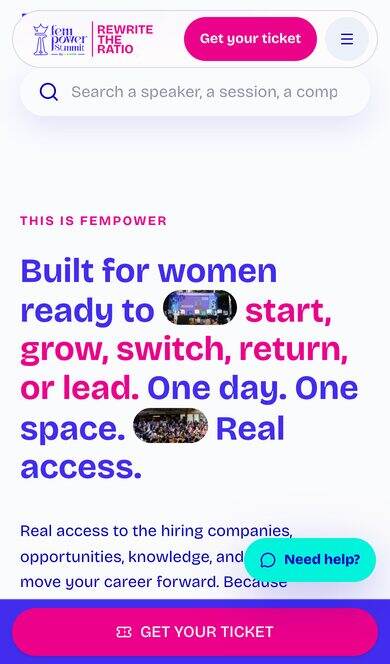 fem
power
Summit
REWRITE
THE
RATIO
Get your ticket
Search a speaker, a session, a comp
THIS IS FEMPOWER
Built for women
ready to start,
grow, switch, return,
or lead. One day. One
space. Real
access.
Real access to the hiring companies,
opportunities, knowledge, and
move your career forward. Because
Need help?
GET YOUR TICKET